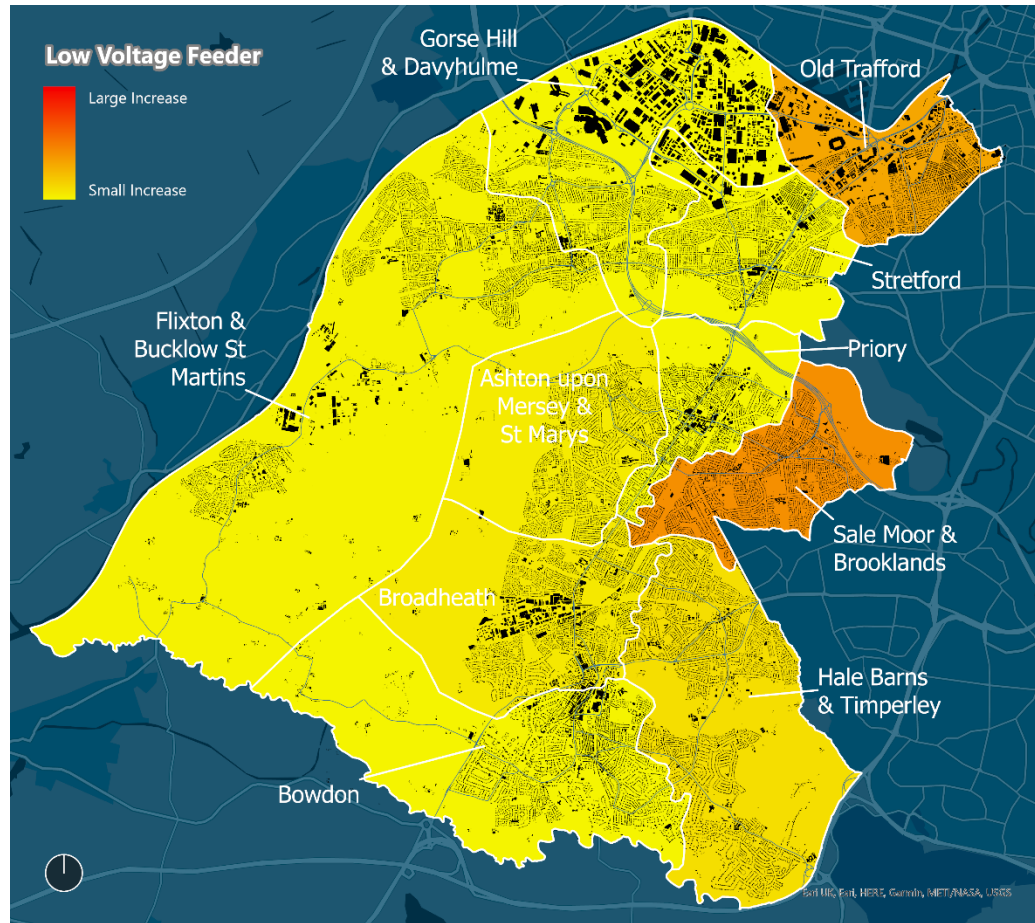 Low Voltage Feeder
Large Increase
Small Increase
Gorse Hill
& Davyhulme
Old Trafford
Stretford
Flixton &
Bucklow St
Martins
Priory
Ashton upon
Mersey &
St Marys
Sale Moor &
Brooklands
Broadheath
Hale Barns
& Timperley
Bowdon
Esri UK, Esri, HERE, Garmin, METI/NASA, USGS